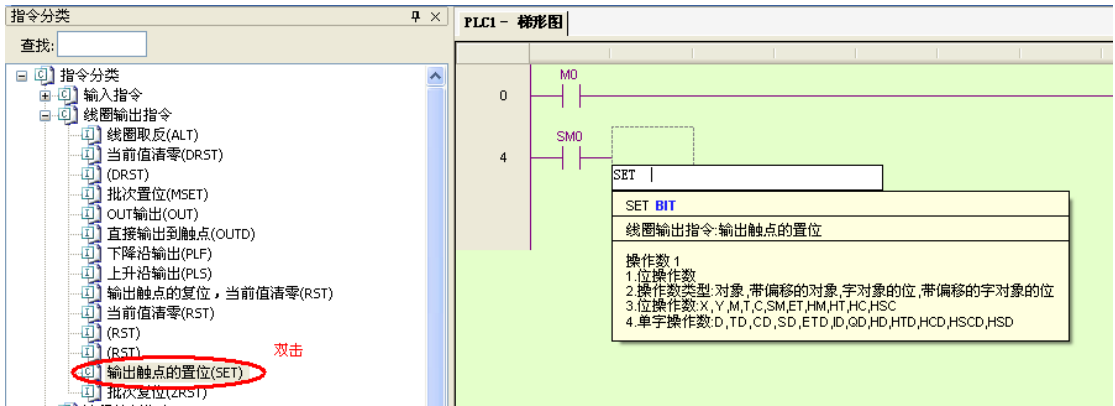 指令分类
查找:
指令分类
输入指令
线圈输出指令
线圈取反(ALT)
当前值清零(DRST)
(DRST)
批次置位(MSET)
OUT输出(OUT)
直接输出到触点(OUTD)
下降沿输出(PLF)
上升沿输出(PLS)
输出触点的复位，当前值清零(RST)
当前值清零(RST)
(RST)
(RST)
双击
输出触点的置位(SET)
批次复位(ZRST)
PLC1 - 梯形图
M0
0
SM0
4
SET
SET BIT
线圈输出指令:输出触点的置位
操作数 1
1.位操作数
2.操作数类型:对象,带偏移的对象,字对象的位,带偏移的字对象的位
3.位操作数:X,Y,M,T,C,SM,ET,HM,HT,HC,HSC
4.单字操作数:D,TD,CD,SD,ETD,ID,QD,HD,HTD,HCD,HSCD,HSD